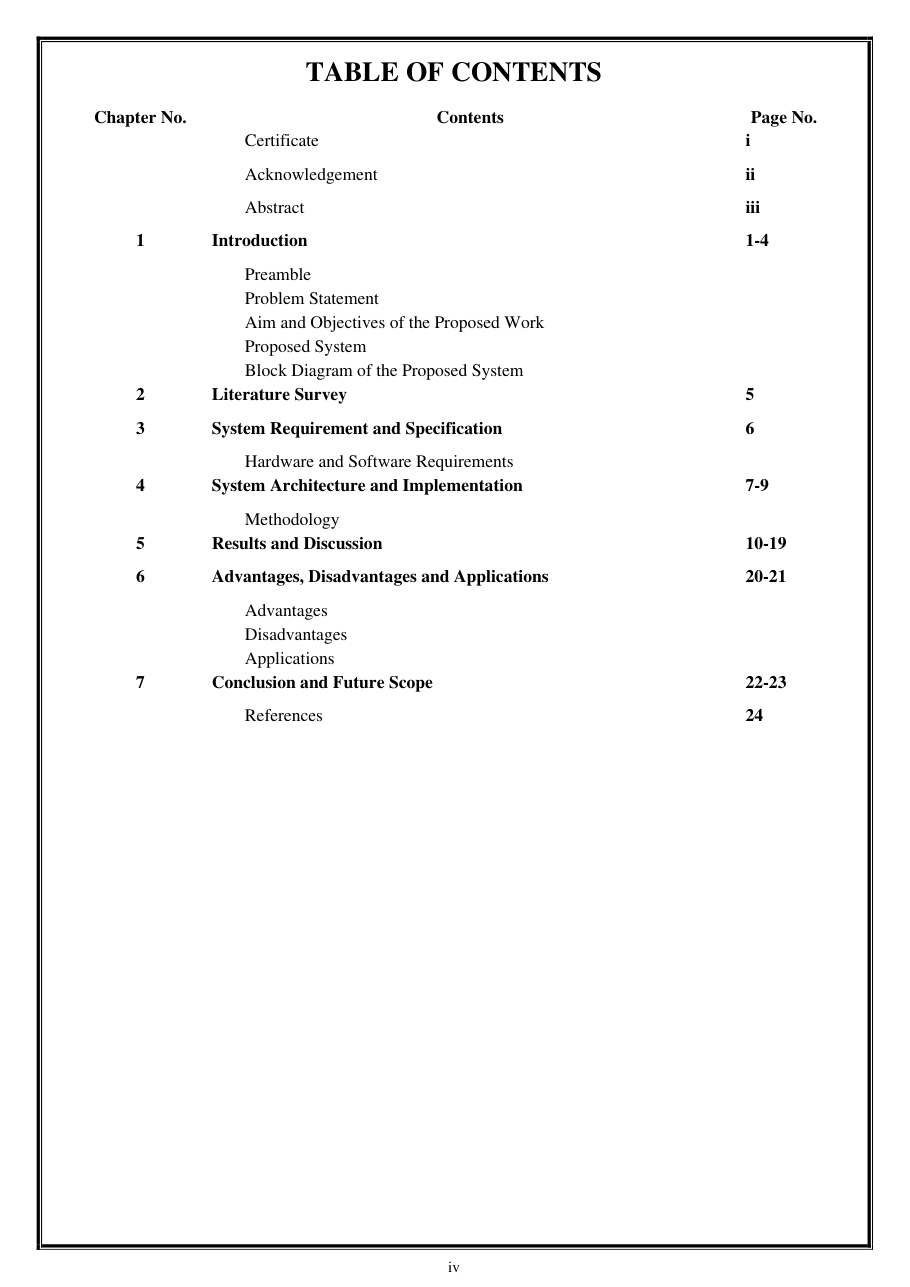 TABLE OF CONTENTS
Chapter No. Contents Page No.
Certificate i
Acknowledgement ii
Abstract iii
1 Introduction 1-4
Preamble
Problem Statement
Aim and Objectives of the Proposed Work
Proposed System
Block Diagram of the Proposed System
2 Literature Survey 5
3 System Requirement and Specification 6
Hardware and Software Requirements
4 System Architecture and Implementation 7-9
Methodology
5 Results and Discussion 10-19
6 Advantages, Disadvantages and Applications 20-21
Advantages
Disadvantages
Applications
7 Conclusion and Future Scope 22-23
References 24
iv